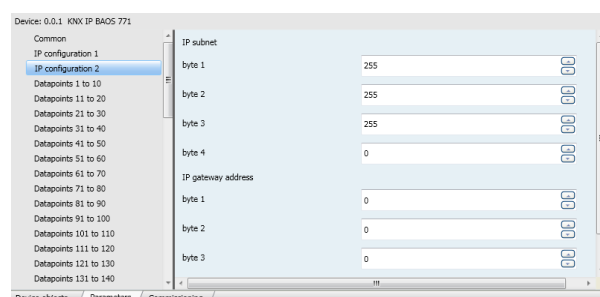 Device: 0.0.1 KNX IP BAOS 771
Common
IP configuration 1
IP configuration 2
Datapoints 1 to 10
Datapoints 11 to 20
Datapoints 21 to 30
Datapoints 31 to 40
Datapoints 41 to 50
Datapoints 51 to 60
Datapoints 61 to 70
Datapoints 71 to 80
Datapoints 81 to 90
Datapoints 91 to 100
Datapoints 101 to 110
Datapoints 111 to 120
Datapoints 121 to 130
Datapoints 131 to 140
IP subnet
byte 1 255
byte 2 255
byte 3 255
byte 4 0
IP gateway address
byte 1 0
byte 2 0
byte 3 0
Device objects Parameters Commissioning